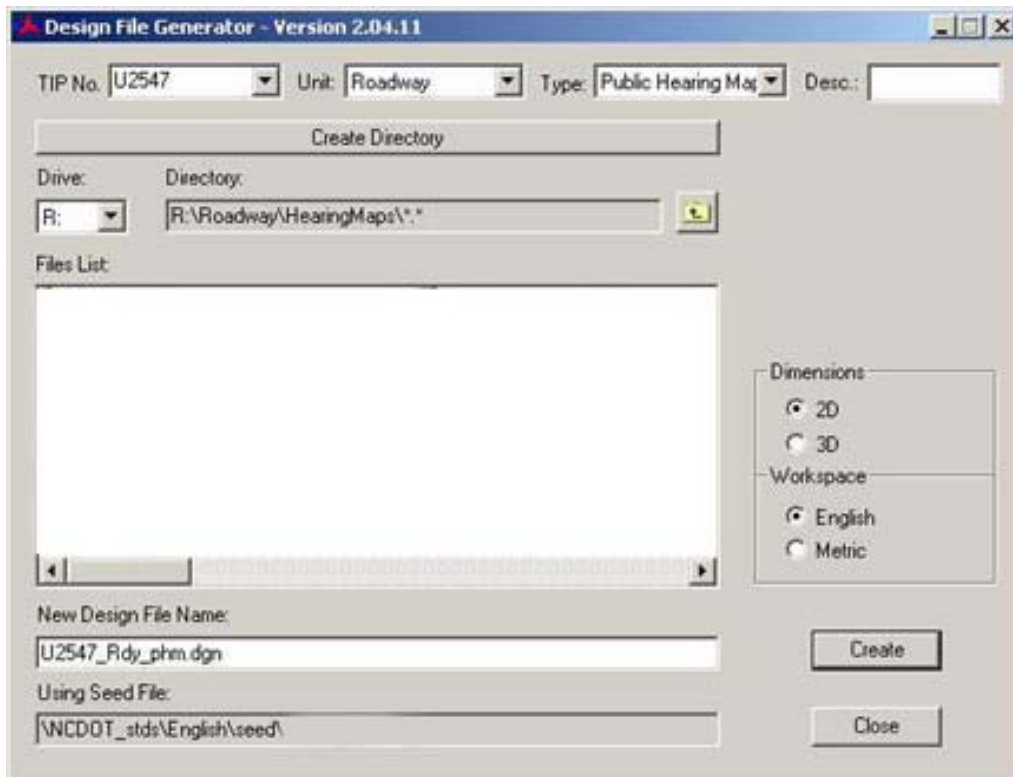 Design File Generator - Version 2.04.11
TIP No. U2547 Unit: Roadway Type: Public Hearing Map Desc.:
Create Directory
Drive: Directory:
R: R:\Roadway\HearingMaps\*.*
Files List:
Dimensions
2D
3D
Workspace
English
Metric
New Design File Name:
U2547_Rdy_phm.dgn
Create
Using Seed File:
\NCDOT_stds\English\seed\
Close